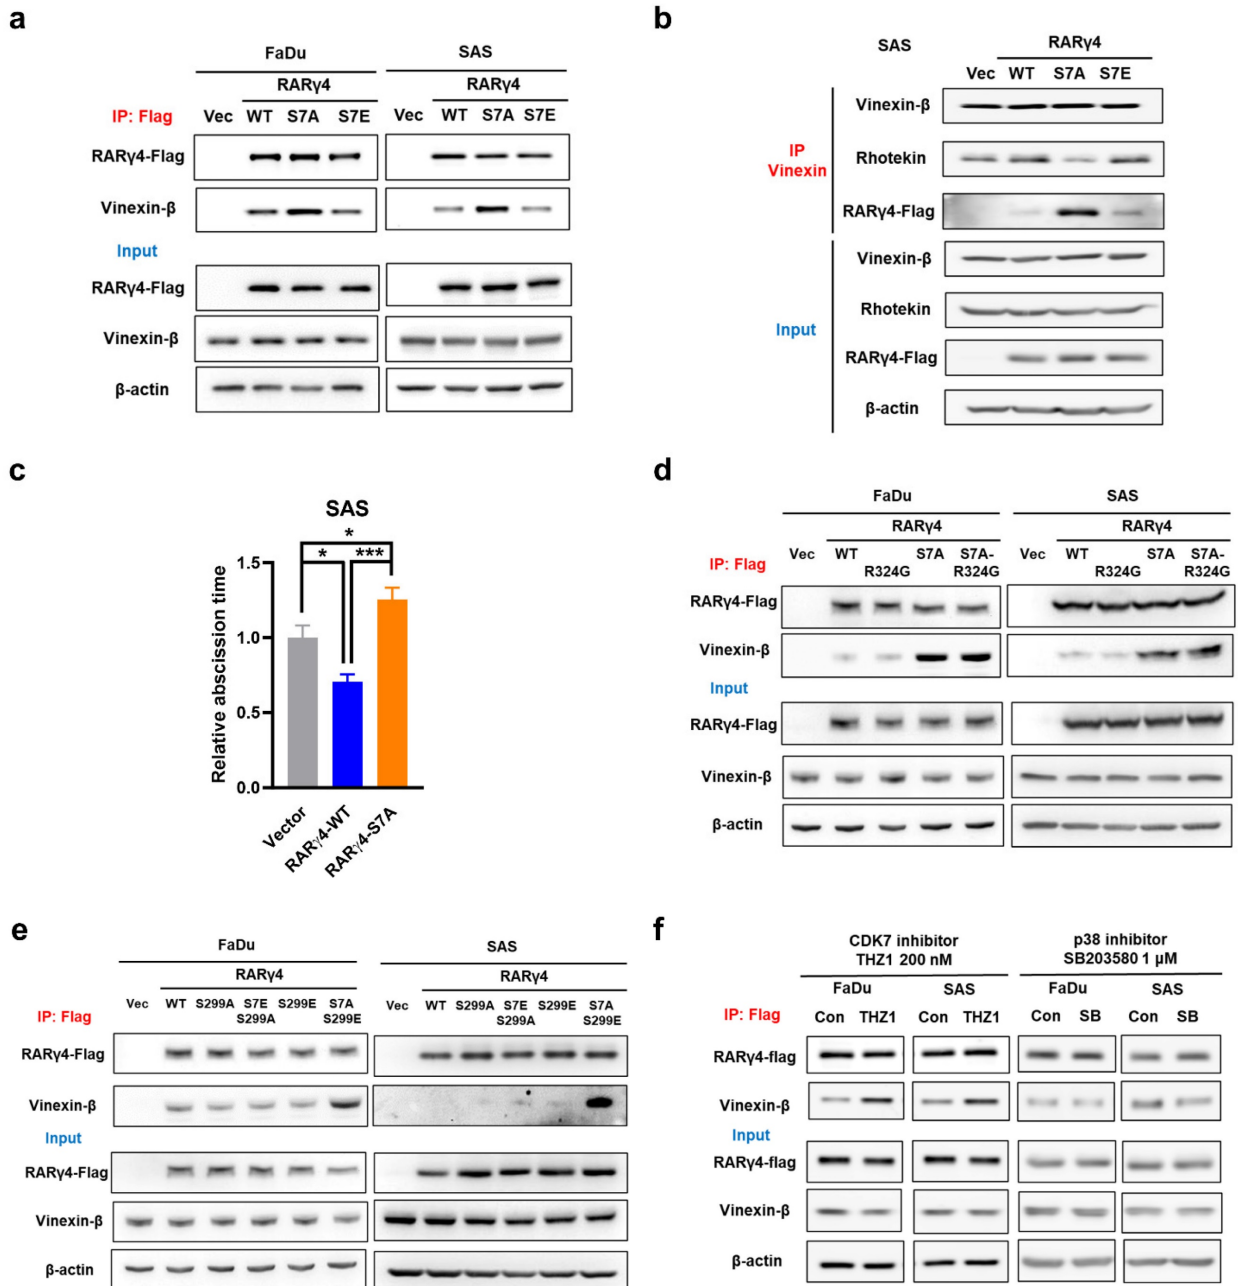 a
FaDu SAS
RARγ4 RARγ4
IP: Flag Vec WT S7A S7E Vec WT S7A S7E
RARγ4-Flag
Vinexin-β
Input
RARγ4-Flag
Vinexin-β
β-actin
b
SAS RARγ4
Vec WT S7A S7E
IP
Vinexin
Vinexin-β
Rhotekin
RARγ4-Flag
Input
Vinexin-β
Rhotekin
RARγ4-Flag
β-actin
c
SAS
*
* ***
Relative abscission time
1.5
1.0
0.5
0.0
Vector
RARγ4-WT
RARγ4-S7A
d
FaDu SAS
RARγ4 RARγ4
Vec WT R324G S7A S7A-R324G Vec WT R324G S7A S7A-R324G
IP: Flag
RARγ4-Flag
Vinexin-β
Input
RARγ4-Flag
Vinexin-β
β-actin
e
FaDu SAS
RARγ4 RARγ4
Vec WT S299A S7E S299E S7A Vec WT S299A S7E S299E S7A
IP: Flag S299A S299E S299A S299E
RARγ4-Flag
Vinexin-β
Input
RARγ4-Flag
Vinexin-β
β-actin
f
CDK7 inhibitor p38 inhibitor
THZ1 200 nM SB203580 1 µM
FaDu SAS FaDu SAS
IP: Flag Con THZ1 Con THZ1 Con SB Con SB
RARγ4-flag
Vinexin-β
Input
RARγ4-flag
Vinexin-β
β-actin